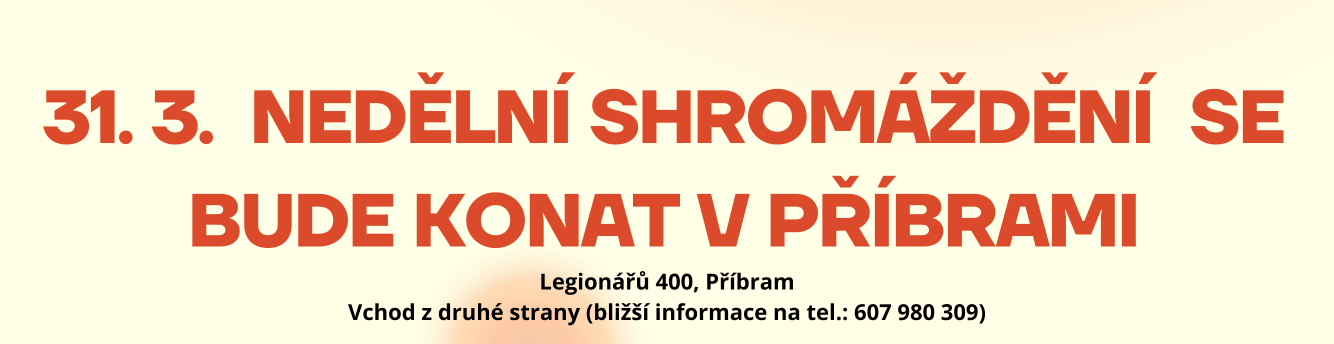 31. 3. NEDĚLNÍ SHROMÁŽDĚNÍ SE
BUDE KONAT V PŘÍBRAMI
Legionářů 400, Příbram
Vchod z druhé strany (bližší informace na tel.: 607 980 309)